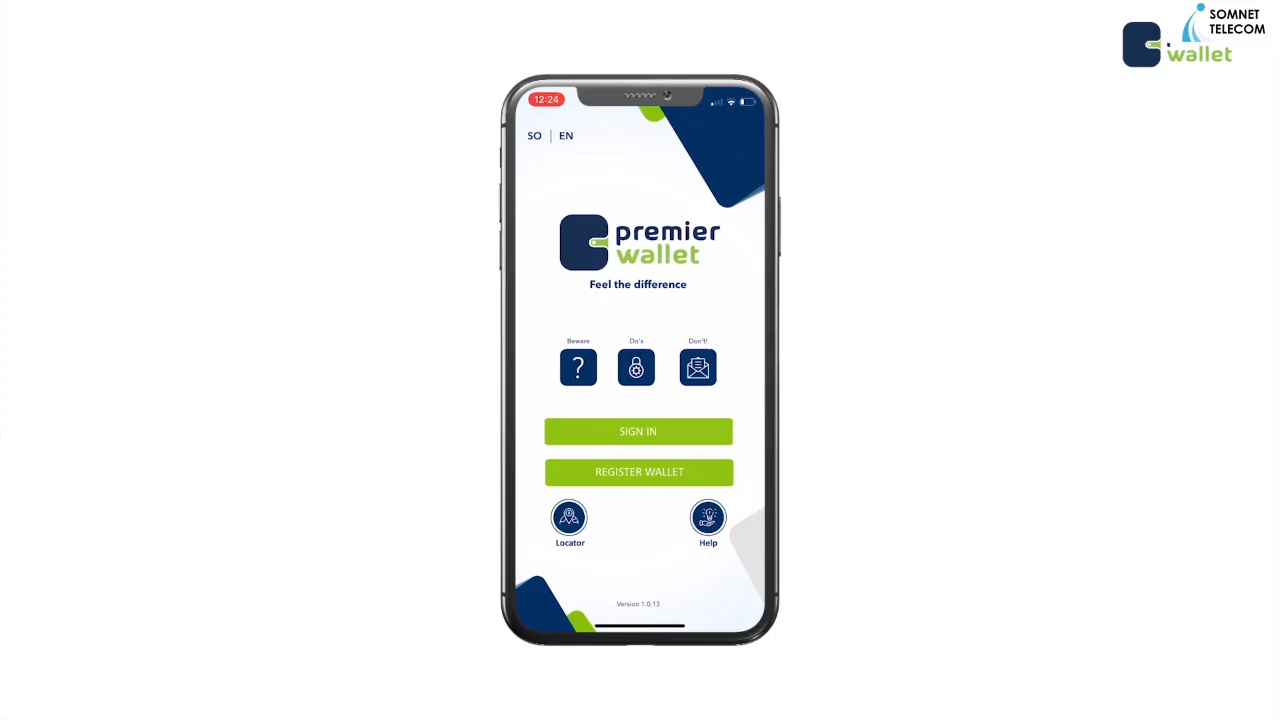 SOMNET
TELECOM
wallet
12:24
SO | EN
premier
wallet
Feel the difference
Beware
Do's
Don't!
?
SIGN IN
REGISTER WALLET
Locator
Help
Version 1.0.13